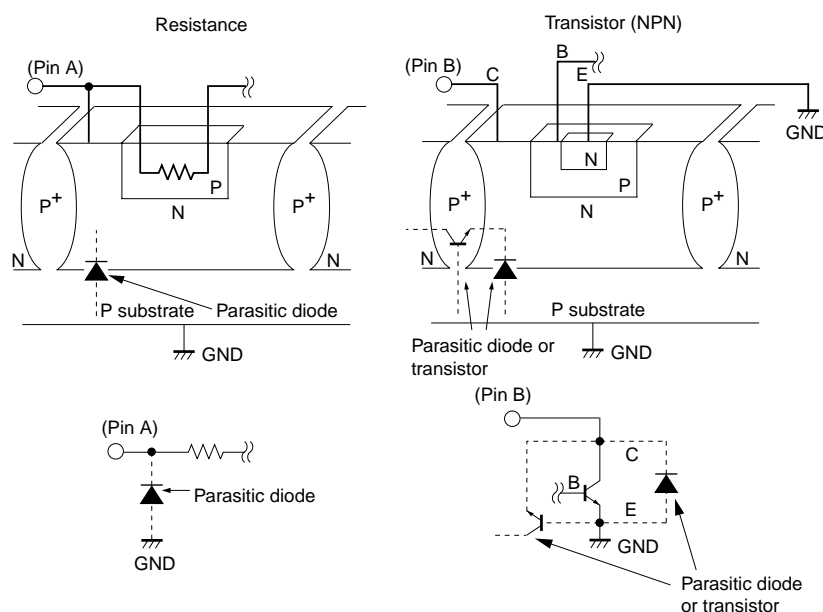 Resistance
(Pin A)
P
N
P+
P+
N
N
P substrate
Parasitic diode
GND
Transistor (NPN)
(Pin B)
C
B
E
GND
N
P
N
P+
P+
N
N
P substrate
Parasitic diode or
transistor
GND
(Pin A)
Parasitic diode
GND
(Pin B)
C
B
E
GND
Parasitic diode
or transistor